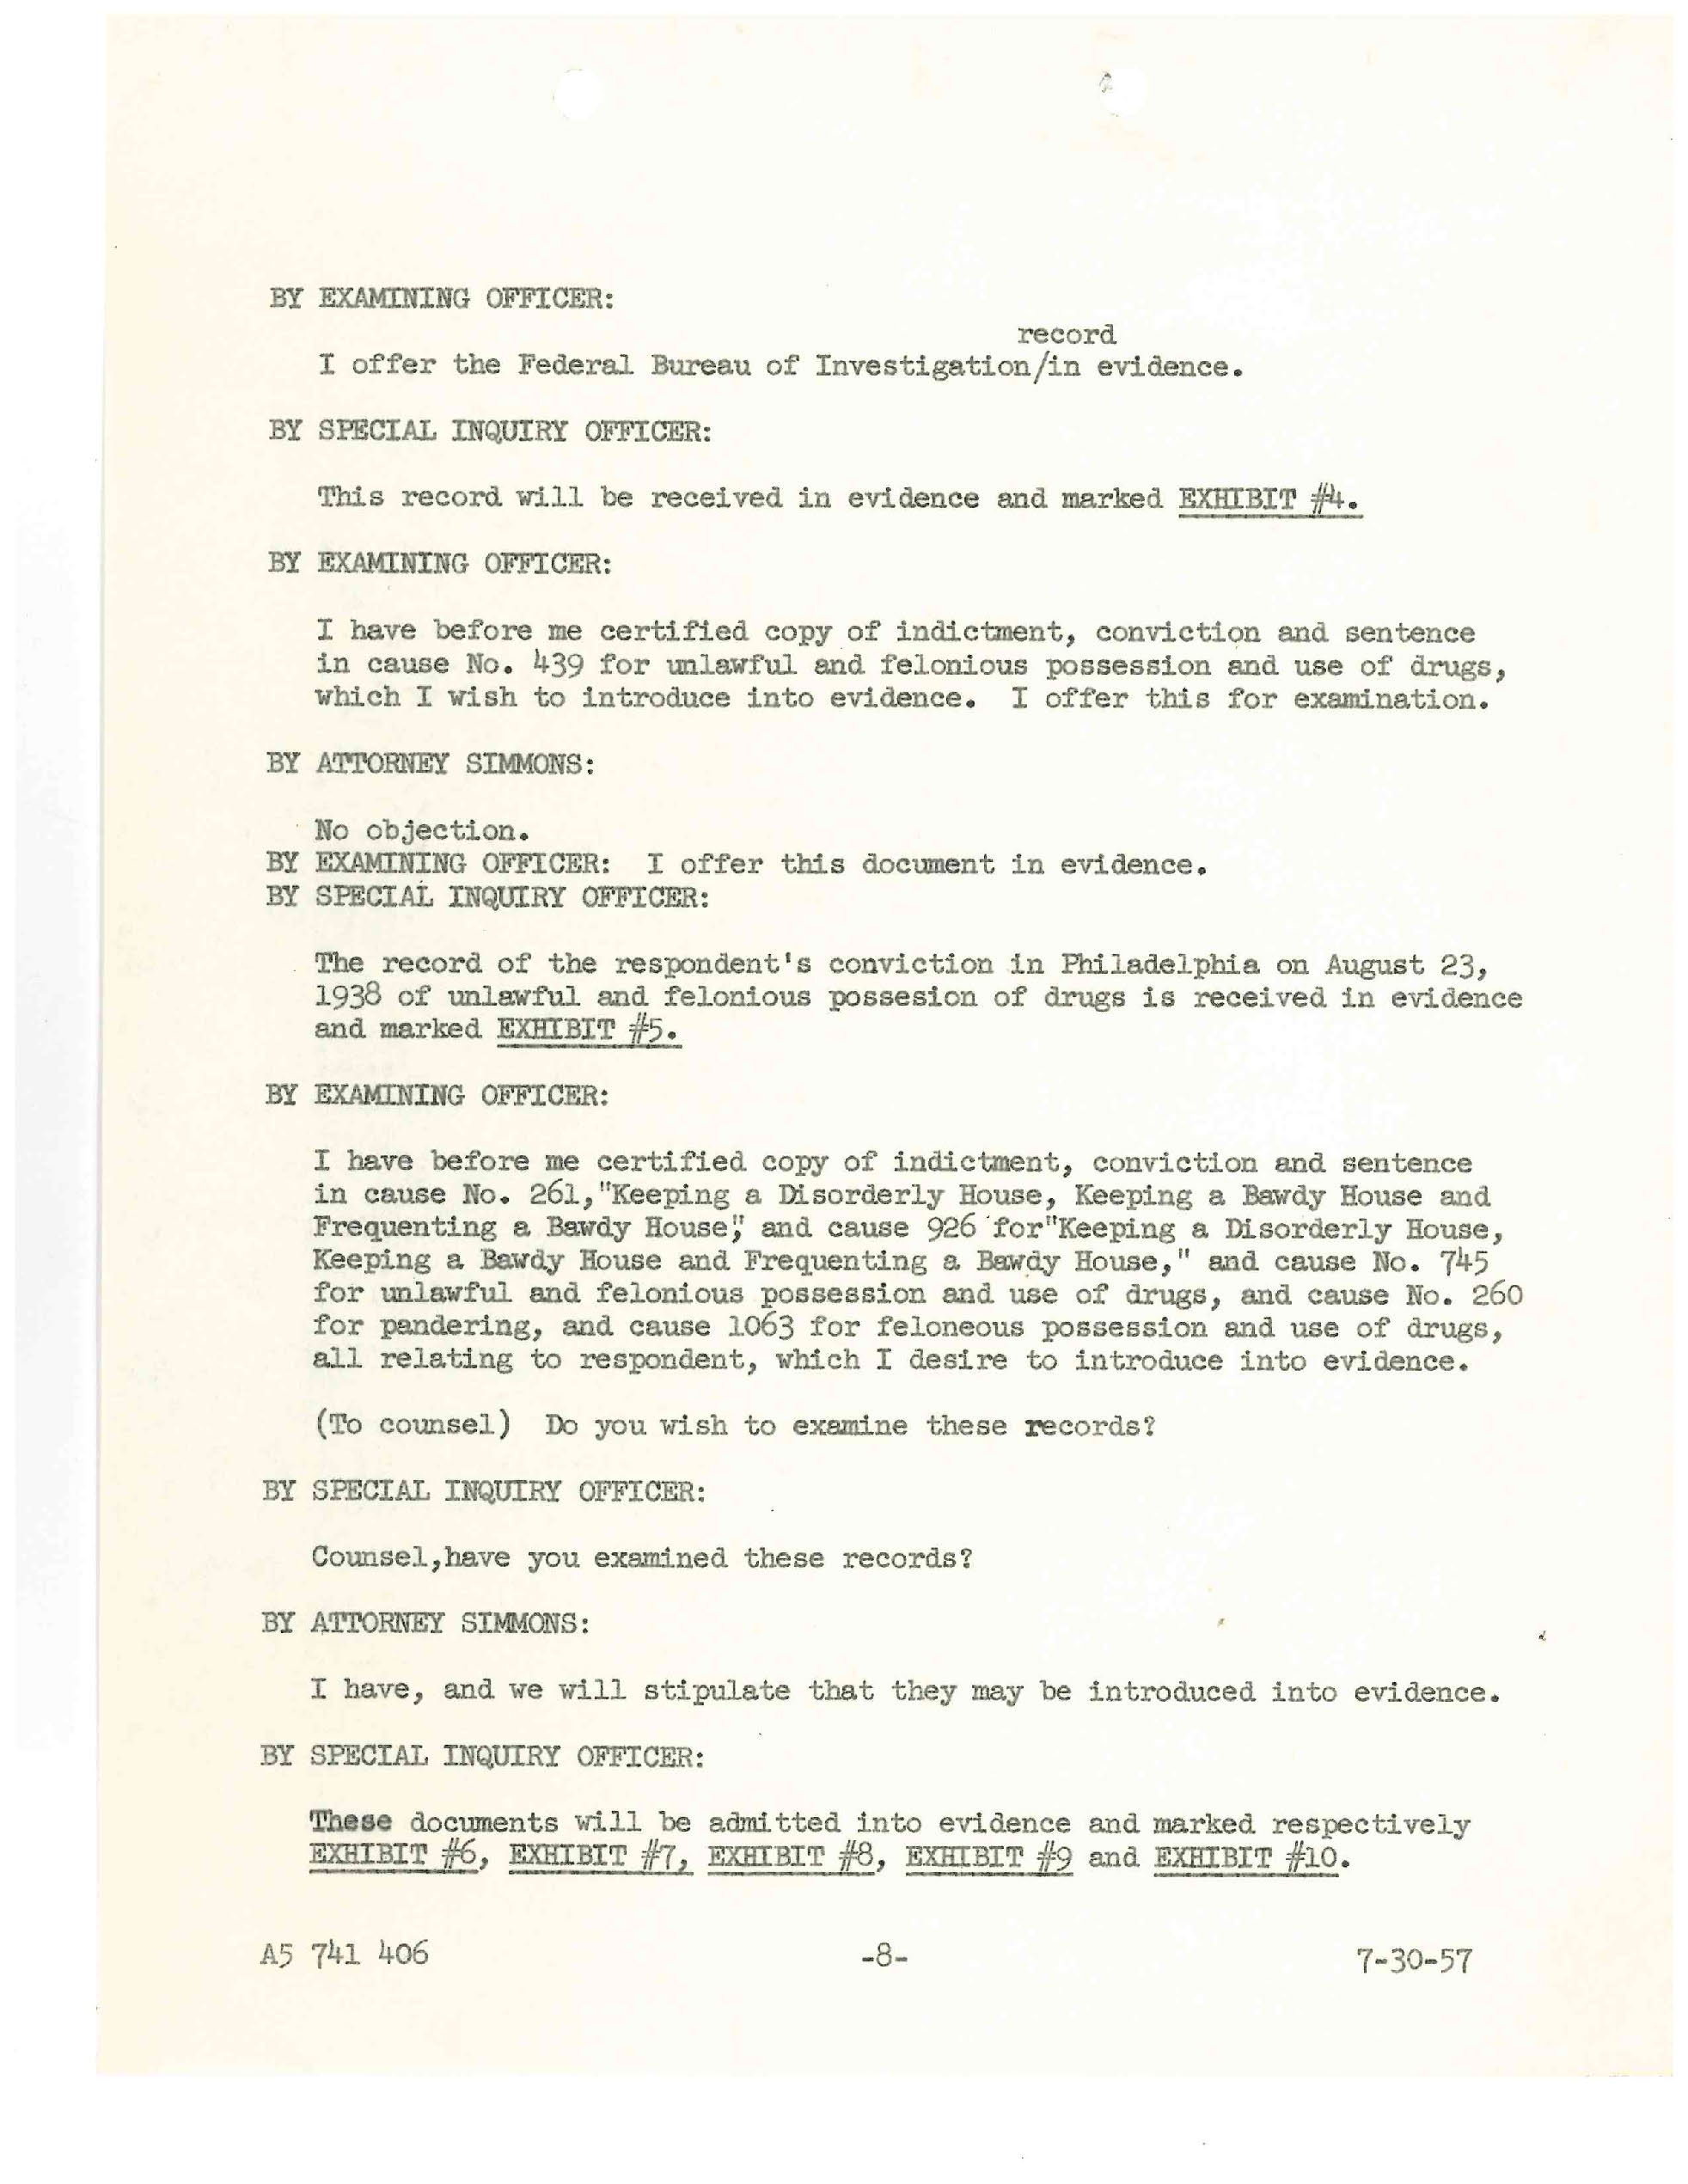 BY EXAMINING OFFICER:
record
I offer the Federal Bureau of Investigation/in evidence.
BY SPECIAL INQUIRY OFFICER:
This record will be received in evidence and marked EXHIBIT #4.
BY EXAMINING OFFICER:
I have before me certified copy of indictment, conviction and sentence
in cause No. 439 for unlawful and felonious possession and use of drugs,
which I wish to introduce into evidence. I offer this for examination.
BY ATTORNEY SIMMONS:
No objection.
BY EXAMINING OFFICER: I offer this document in evidence.
BY SPECIAL INQUIRY OFFICER:
The record of the respondent's conviction in Philadelphia on August 23,
1938 of unlawful and felonious possesion of drugs is received in evidence
and marked EXHIBIT #5.
BY EXAMINING OFFICER:
I have before me certified copy of indictment, conviction and sentence
in cause No. 261,"Keeping a Disorderly House, Keeping a Bawdy House and
Frequenting a Bawdy House," and cause 926 for"Keeping a Disorderly House,
Keeping a Bawdy House and Frequenting a Bawdy House," and cause No. 745
for unlawful and felonious possession and use of drugs, and cause No. 260
for pandering, and cause 1063 for feloneous possession and use of drugs,
all relating to respondent, which I desire to introduce into evidence.
(To counsel) Do you wish to examine these records?
BY SPECIAL INQUIRY OFFICER:
Counsel,have you examined these records?
BY ATTORNEY SIMMONS:
I have, and we will stipulate that they may be introduced into evidence.
BY SPECIAL INQUIRY OFFICER:
These documents will be admitted into evidence and marked respectively
EXHIBIT #6, EXHIBIT #7, EXHIBIT #8, EXHIBIT #9 and EXHIBIT #10.
A5 741 406 -8- 7-30-57